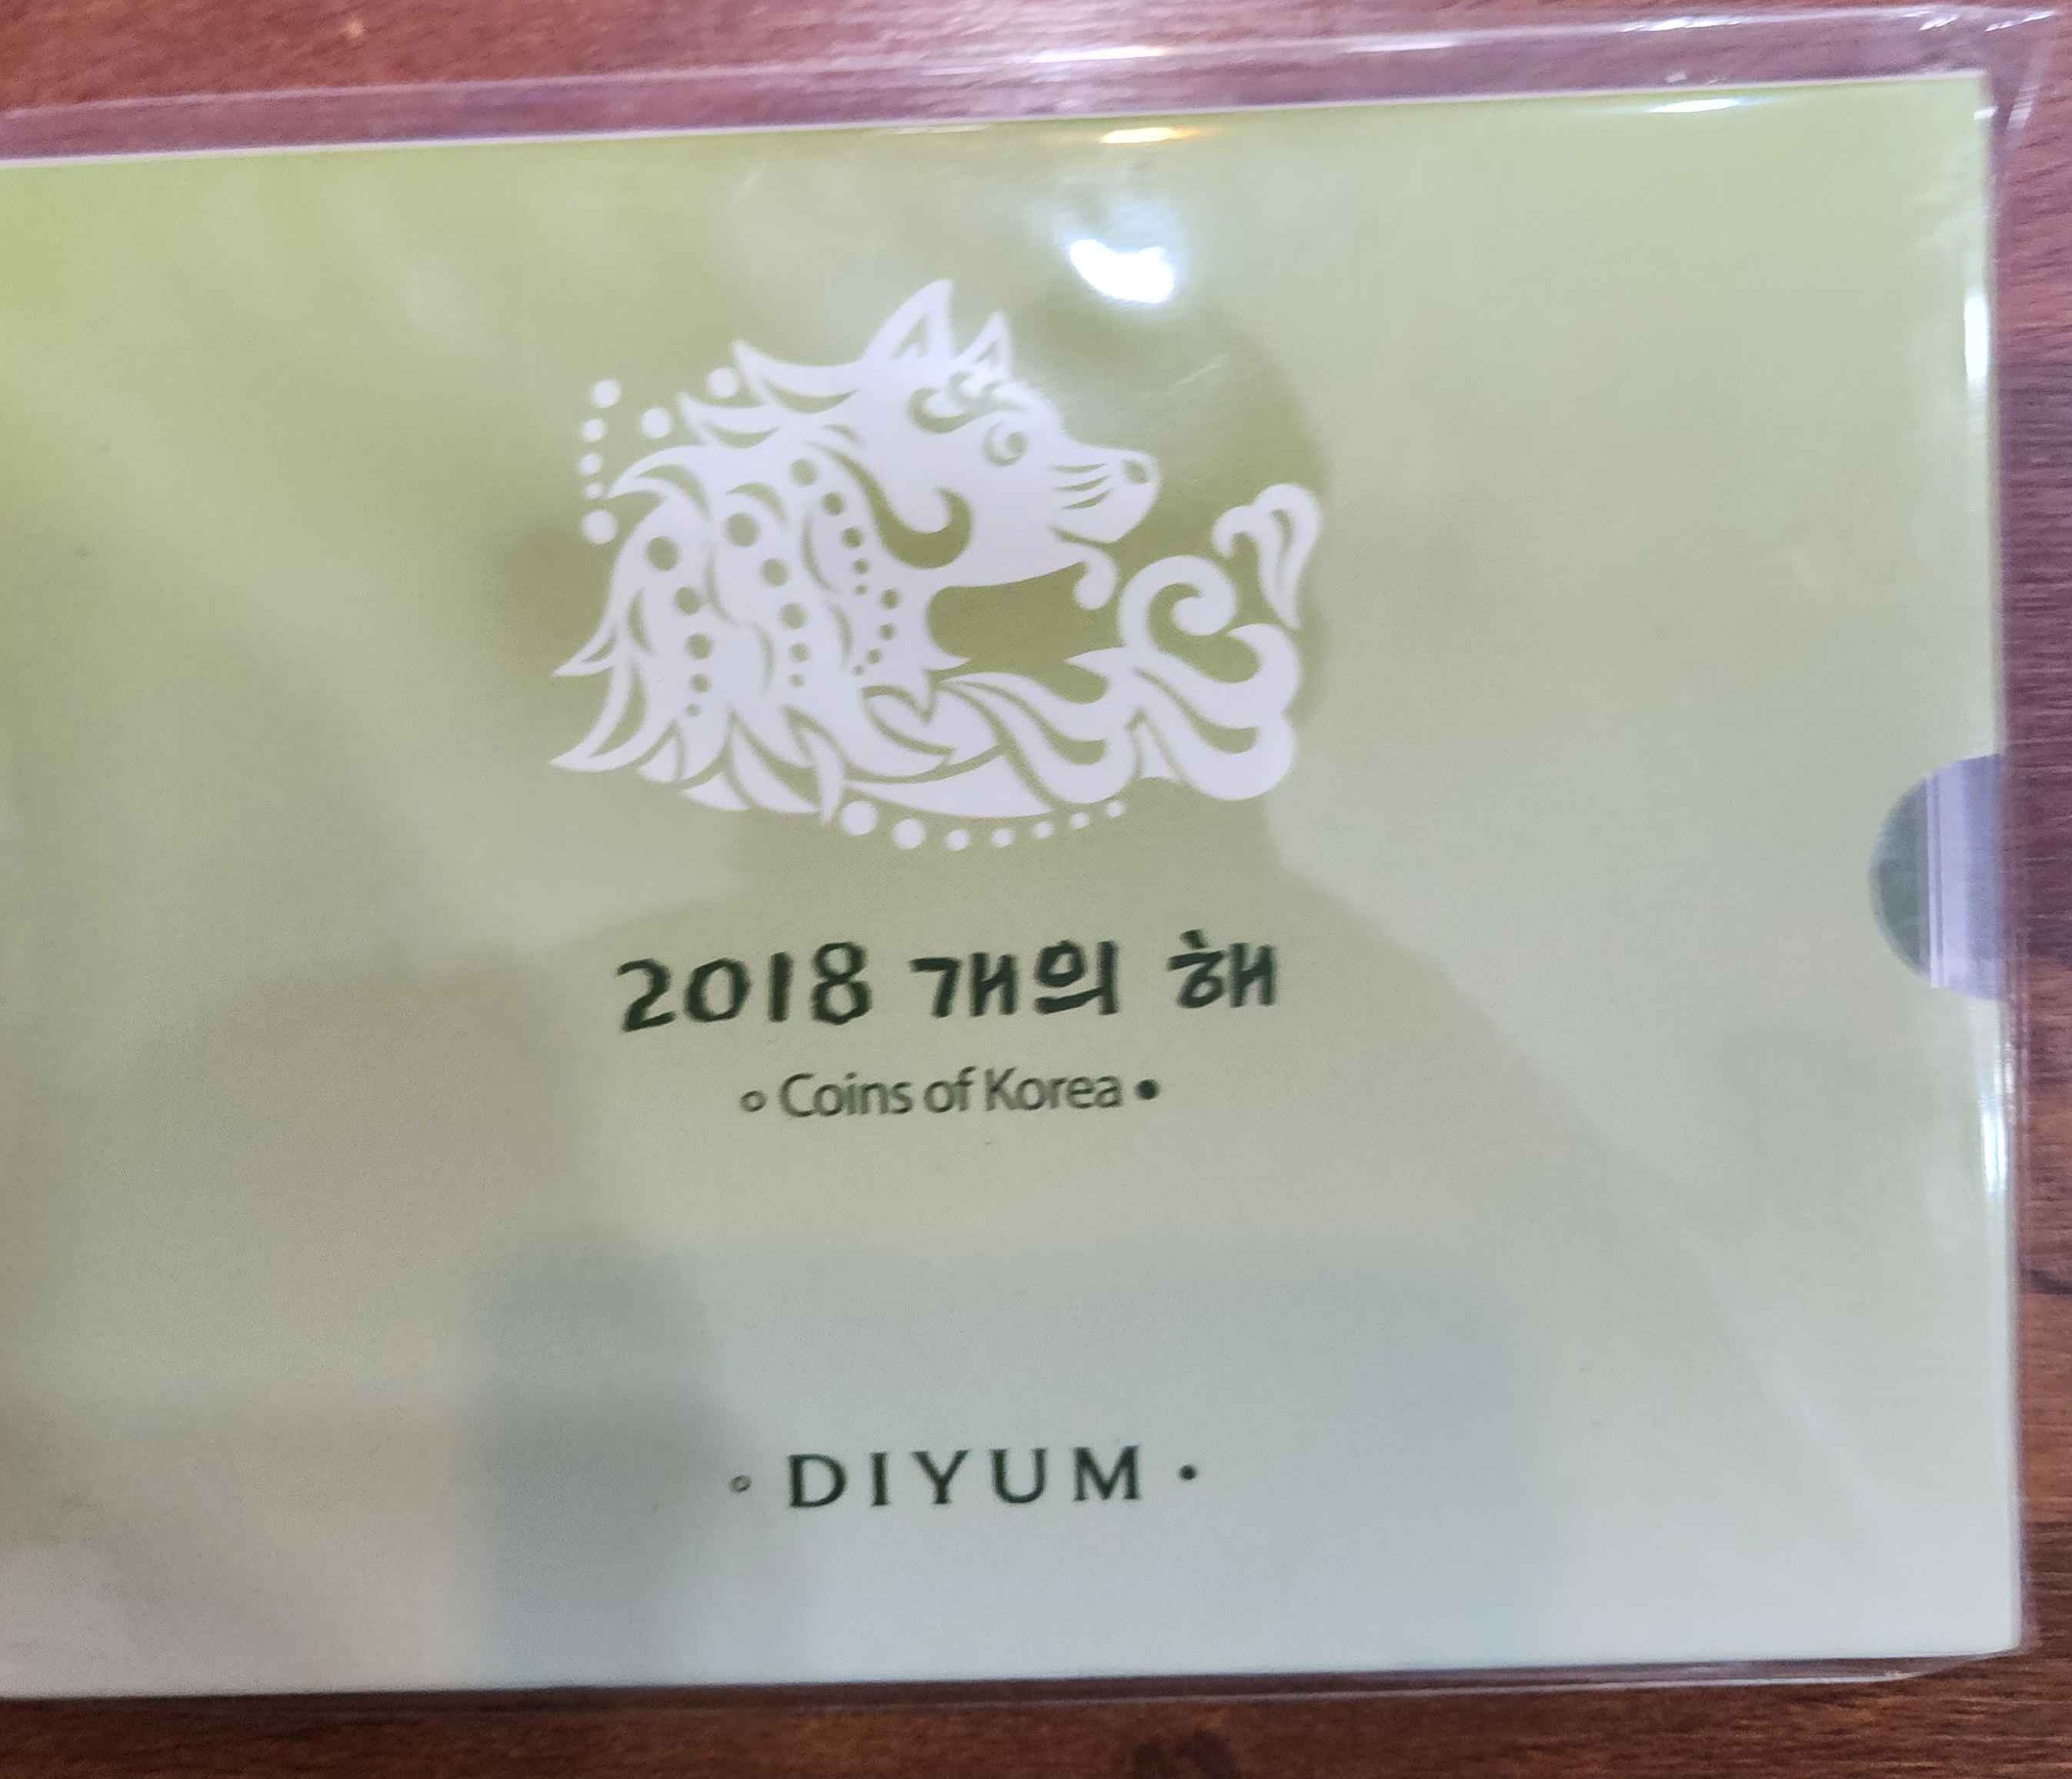 2018 개의 해
Coins of Korea
DIYUM